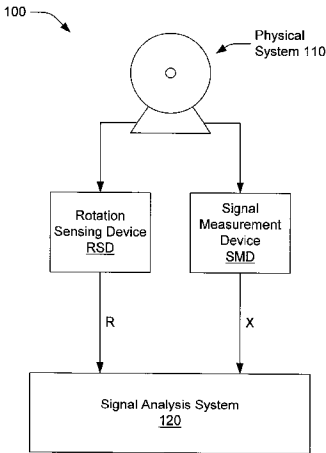 100
Physical
System 110
Rotation
Sensing Device
RSD
Signal
Measurement
Device
SMD
R
X
Signal Analysis System
120